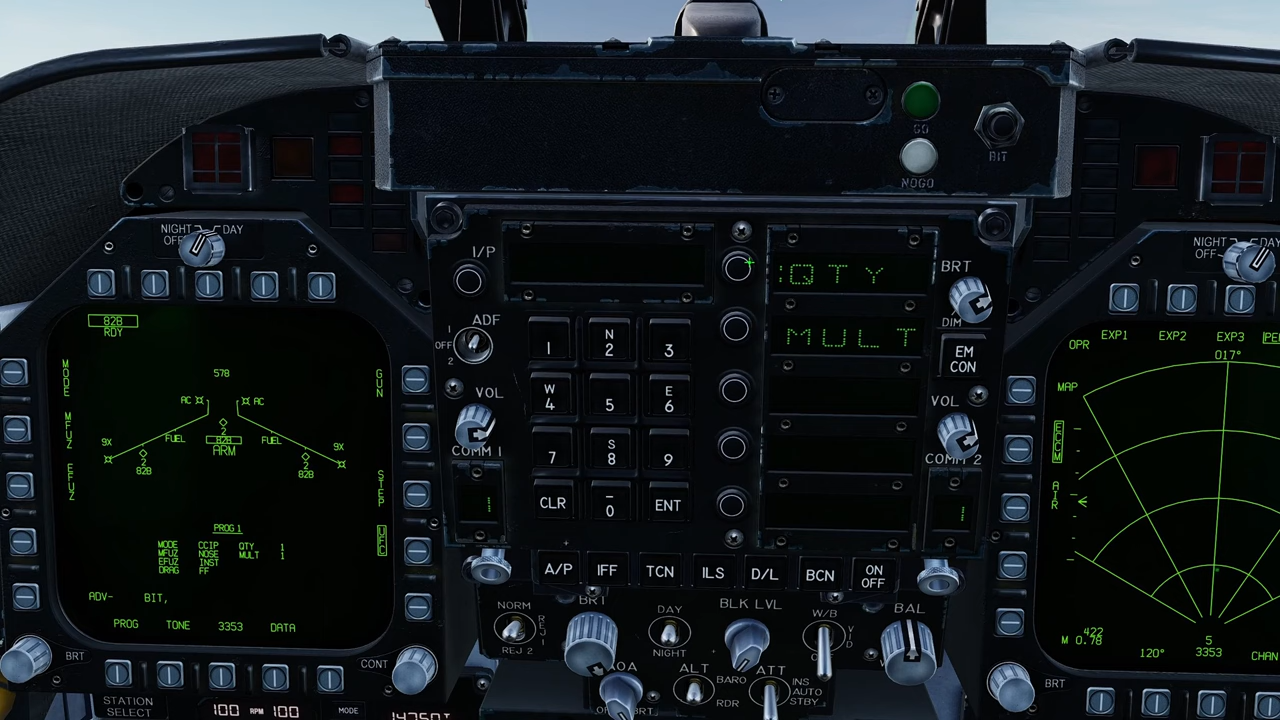 GO
BIT
NOGO
NIGHT DAY
OFF
I/P
:QTY
BRT
DIM
NIGHT DAY
OFF
82B
RDY
MODE
MFUZ
EFUZ
578
GUN
AC AC
9X FUEL FUEL 9X
2
82B
ARM
2
82B
2
82B
STEP
UFC
PROG 1
MODE CCIP QTY 1
MFUZ NOSE MULT 1
EFUZ INST
DRAG FF
ADV- BIT,
PROG TONE 3353 DATA
BRT
CONT
ADF
1
OFF
2
VOL
COMM 1
1
N
2
3
W
4
5
E
6
7
S
8
9
CLR
–
0
ENT
MULT
EM
CON
VOL
COMM 2
A/P IFF TCN ILS D/L BCN ON
OFF
OPR EXP1 EXP2 EXP3
017°
MAP
ECCM
AIR
422
M 0.78
120°
5
3353
CHAN
BRT
NORM
REJ 1
REJ 2
BRT
DAY
NIGHT
BLK LVL
W/B
VID
BAL
AOA
ALT
BARO
RDR
ATT
INS
AUTO
STBY
STATION
SELECT
100 RPM 100
MODE